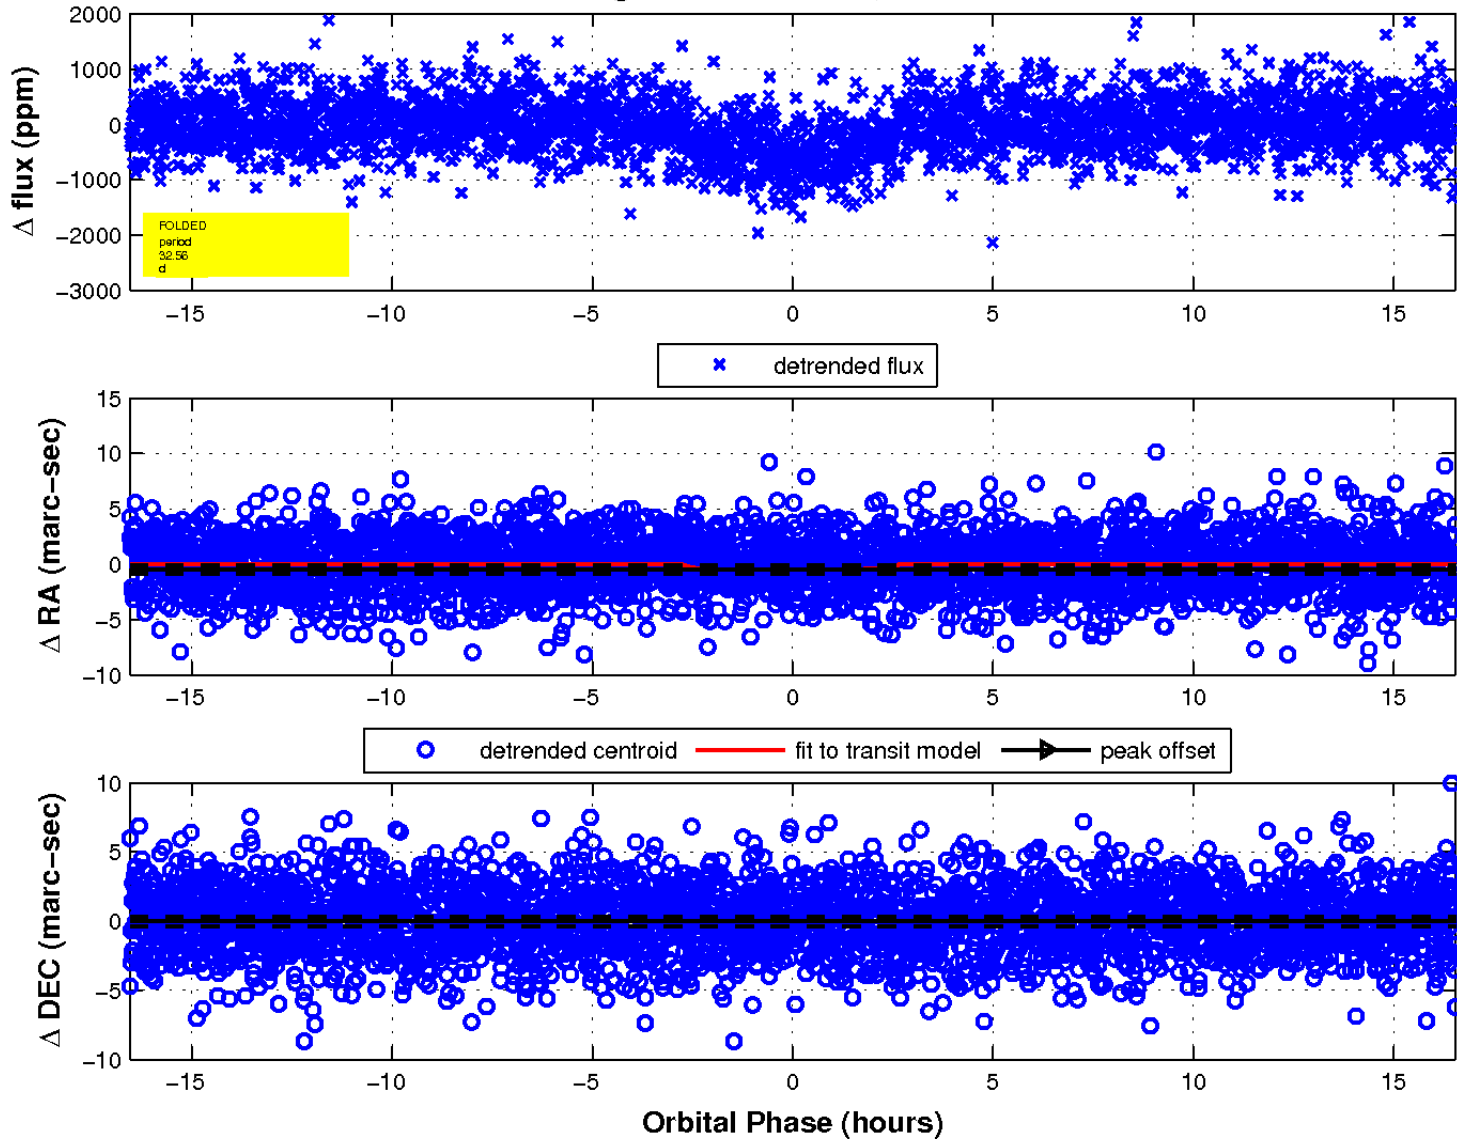 2000
1000
0
−1000
−2000
−3000
Δ flux (ppm)
FOLDED
period
32.56
d
−15 −10 −5 0 5 10 15
detrended flux
15
10
5
0
−5
−10
Δ RA (marc−sec)
−15 −10 −5 0 5 10 15
detrended centroid fit to transit model peak offset
10
5
0
−5
−10
Δ DEC (marc−sec)
−15 −10 −5 0 5 10 15
Orbital Phase (hours)